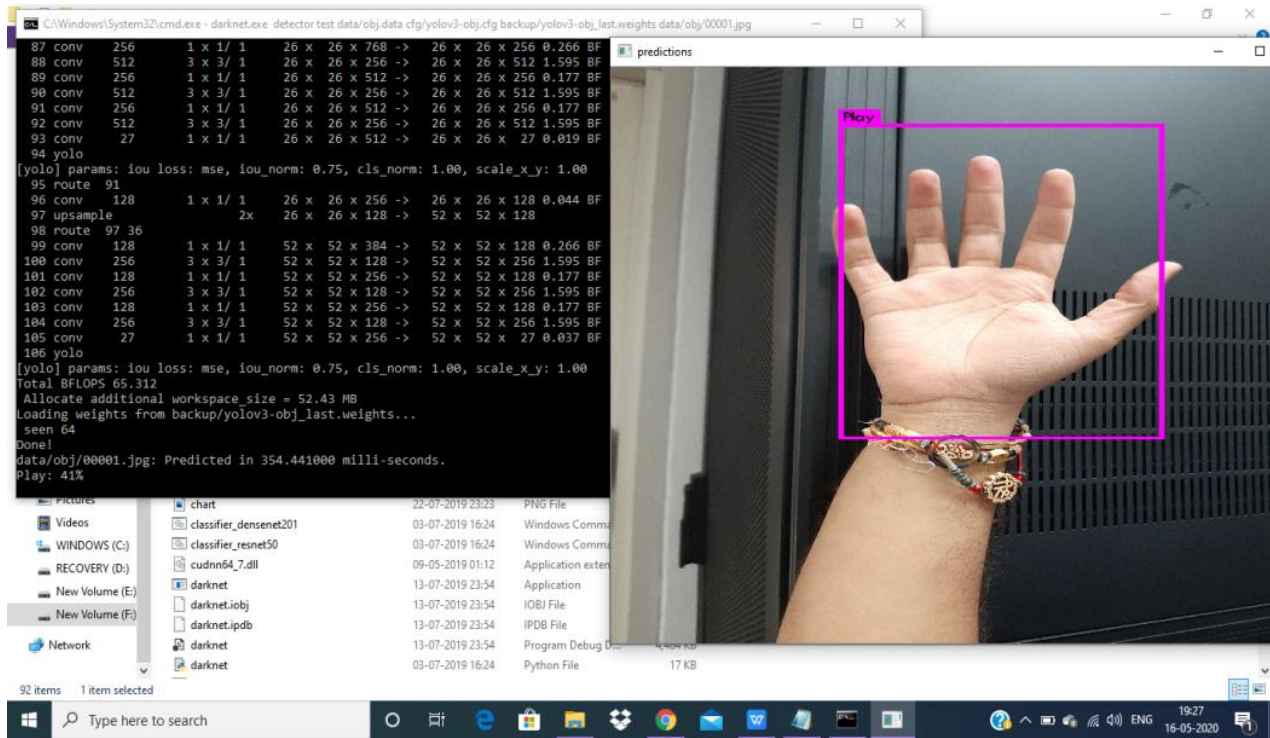 C:\Windows\System32\cmd.exe - darknet.exe detector test data/obj.data cfg/yolov3-obj.cfg backup/yolov3-obj_last.weights data/obj/00001.jpg
87 conv 256 1 x 1/ 1 26 x 26 x 768 -> 26 x 26 x 256 0.266 BF
88 conv 512 3 x 3/ 1 26 x 26 x 256 -> 26 x 26 x 512 1.595 BF
89 conv 256 1 x 1/ 1 26 x 26 x 512 -> 26 x 26 x 256 0.177 BF
90 conv 512 3 x 3/ 1 26 x 26 x 256 -> 26 x 26 x 512 1.595 BF
91 conv 256 1 x 1/ 1 26 x 26 x 512 -> 26 x 26 x 256 0.177 BF
92 conv 512 3 x 3/ 1 26 x 26 x 256 -> 26 x 26 x 512 1.595 BF
93 conv 27 1 x 1/ 1 26 x 26 x 512 -> 26 x 26 x 27 0.019 BF
94 yolo
[yolo] params: iou loss: mse, iou_norm: 0.75, cls_norm: 1.00, scale_x_y: 1.00
95 route 91
96 conv 128 1 x 1/ 1 26 x 26 x 256 -> 26 x 26 x 128 0.044 BF
97 upsample 2x 26 x 26 x 128 -> 52 x 52 x 128
98 route 97 36
99 conv 128 1 x 1/ 1 52 x 52 x 384 -> 52 x 52 x 128 0.266 BF
100 conv 256 3 x 3/ 1 52 x 52 x 128 -> 52 x 52 x 256 1.595 BF
101 conv 128 1 x 1/ 1 52 x 52 x 256 -> 52 x 52 x 128 0.177 BF
102 conv 256 3 x 3/ 1 52 x 52 x 128 -> 52 x 52 x 256 1.595 BF
103 conv 128 1 x 1/ 1 52 x 52 x 256 -> 52 x 52 x 128 0.177 BF
104 conv 256 3 x 3/ 1 52 x 52 x 128 -> 52 x 52 x 256 1.595 BF
105 conv 27 1 x 1/ 1 52 x 52 x 256 -> 52 x 52 x 27 0.037 BF
106 yolo
[yolo] params: iou loss: mse, iou_norm: 0.75, cls_norm: 1.00, scale_x_y: 1.00
Total BFLOPS 65.312
Allocate additional workspace_size = 52.43 MB
Loading weights from backup/yolov3-obj_last.weights...
seen 64
Done!
data/obj/00001.jpg: Predicted in 354.441000 milli-seconds.
Play: 41%
predictions
Play
Pictures
Videos
WINDOWS (C:)
RECOVERY (D:)
New Volume (E:)
New Volume (F:)
Network
chart 22-07-2019 23:23 PNG File
classifier_densenet201 03-07-2019 16:24 Windows Comma
classifier_resnet50 03-07-2019 16:24 Windows Comma
cudnn64_7.dll 09-05-2019 01:12 Application exten
darknet 13-07-2019 23:54 Application
darknet.iobj 13-07-2019 23:54 IOBJ File
darknet.ipdb 13-07-2019 23:54 IPDB File
darknet 13-07-2019 23:54 Program Debug D...
darknet 03-07-2019 16:24 Python File 17 KB
92 items 1 item selected
Type here to search
ENG
19:27
16-05-2020